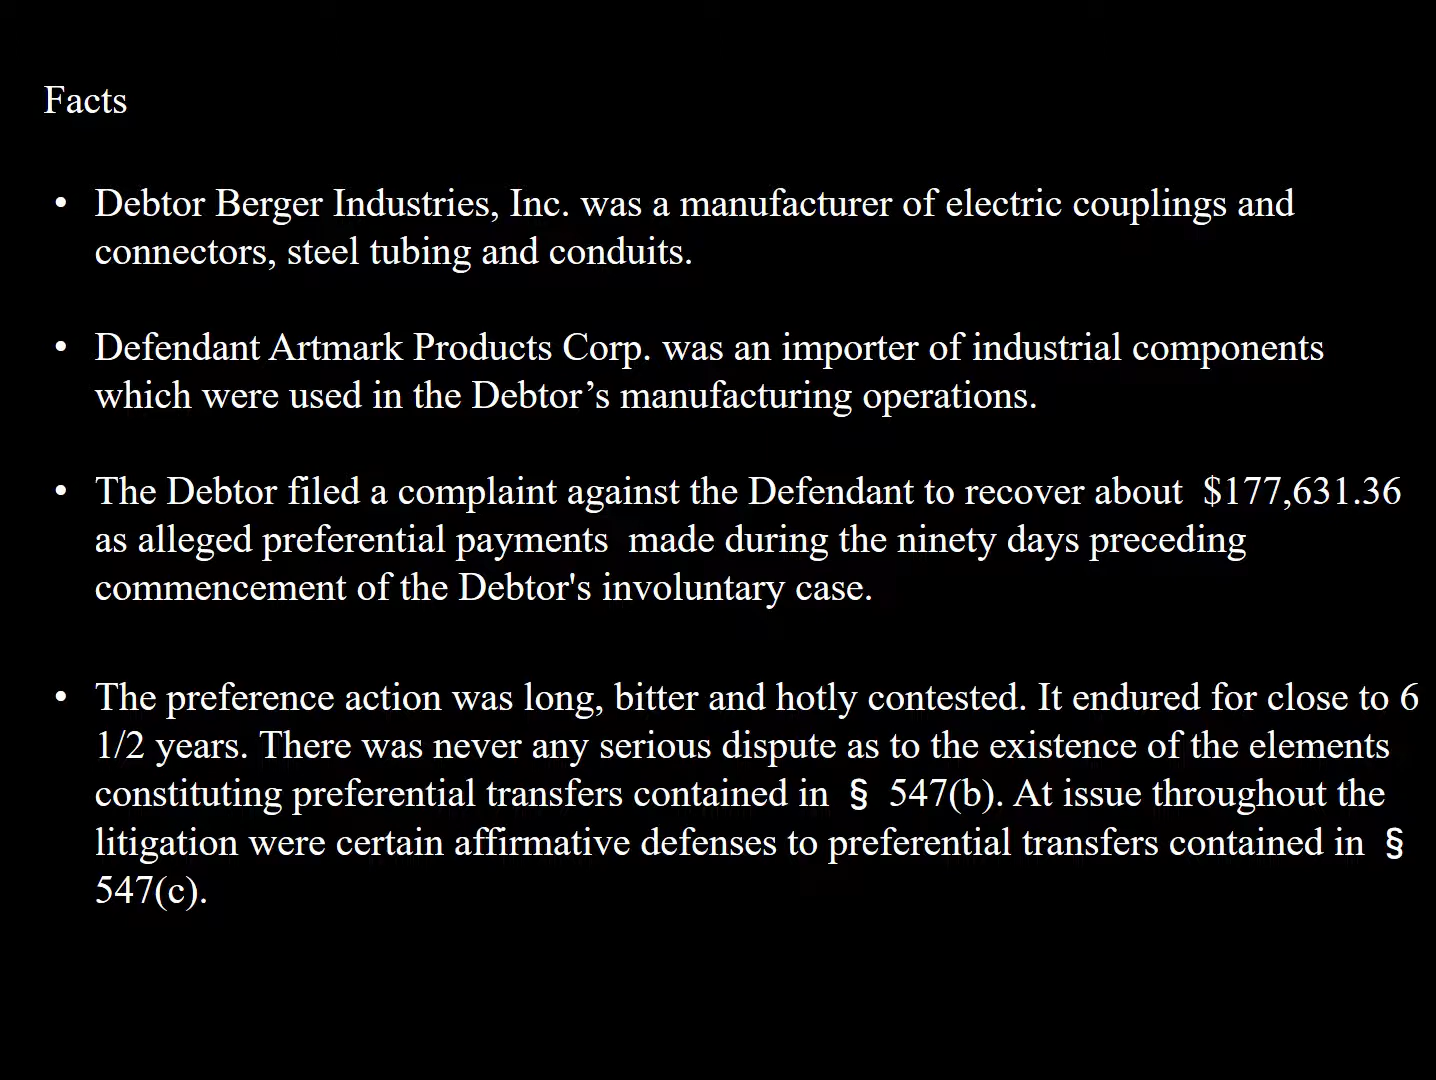 Facts
• Debtor Berger Industries, Inc. was a manufacturer of electric couplings and
connectors, steel tubing and conduits.
• Defendant Artmark Products Corp. was an importer of industrial components
which were used in the Debtor’s manufacturing operations.
• The Debtor filed a complaint against the Defendant to recover about  $177,631.36
as alleged preferential payments  made during the ninety days preceding
commencement of the Debtor's involuntary case.
• The preference action was long, bitter and hotly contested. It endured for close to 6
1/2 years. There was never any serious dispute as to the existence of the elements
constituting preferential transfers contained in  §  547(b). At issue throughout the
litigation were certain affirmative defenses to preferential transfers contained in  §
547(c).